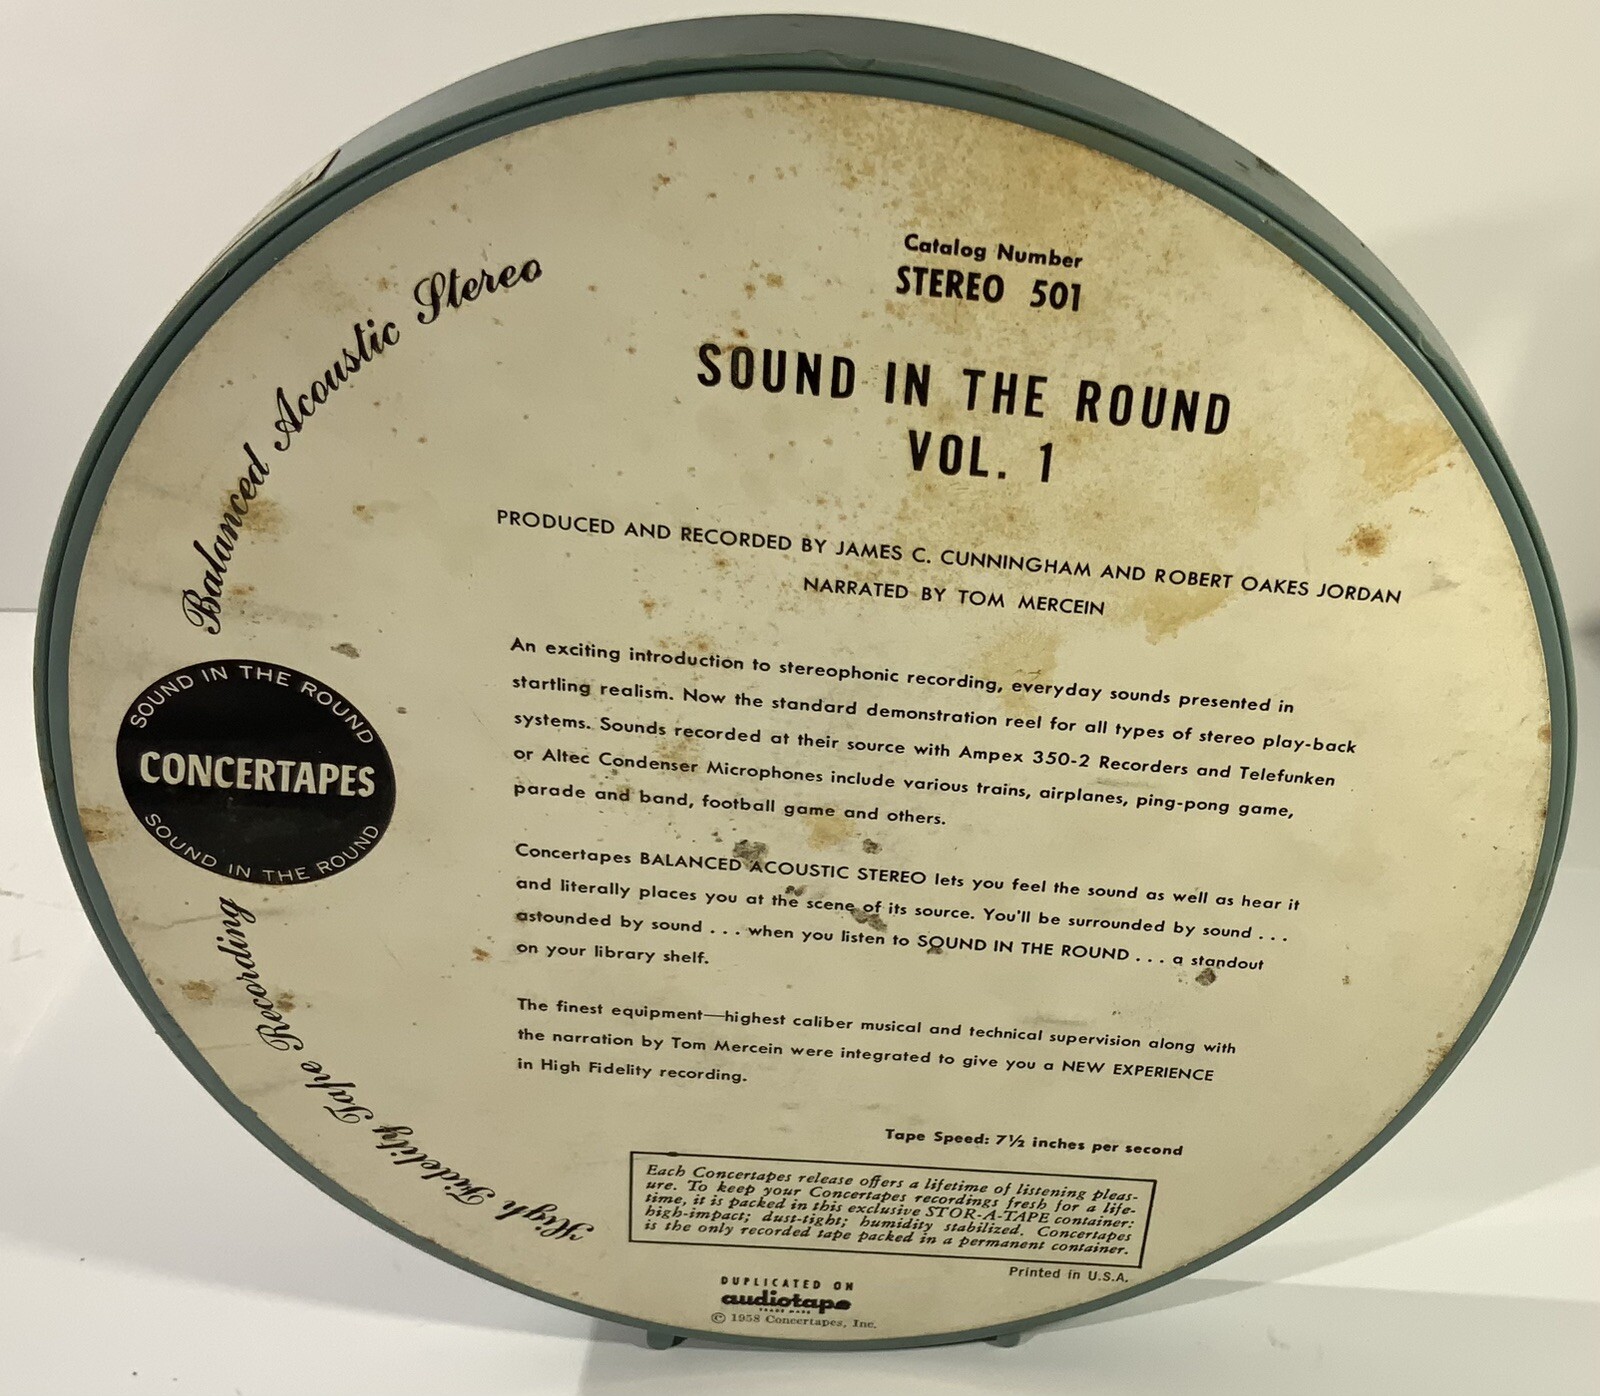 Catalog Number
STEREO 501
SOUND IN THE ROUND
VOL. 1
PRODUCED AND RECORDED BY JAMES C. CUNNINGHAM AND ROBERT OAKES JORDAN
NARRATED BY TOM MERCEIN
An exciting introduction to stereophonic recording, everyday sounds presented in
startling realism. Now the standard demonstration reel for all types of stereo play-back
systems. Sounds recorded at their source with Ampex 350-2 Recorders and Telefunken
or Altec Condenser Microphones include various trains, airplanes, ping-pong game,
parade and band, football game and others.
Concertapes BALANCED ACOUSTIC STEREO lets you feel the sound as well as hear it
and literally places you at the scene of its source. You'll be surrounded by sound . . .
astounded by sound . . . when you listen to SOUND IN THE ROUND . . . a standout
on your library shelf.
The finest equipment—highest caliber musical and technical supervision along with
the narration by Tom Mercein were integrated to give you a NEW EXPERIENCE
in High Fidelity recording.
Tape Speed: 7½ inches per second
Each Concertapes release offers a lifetime of listening pleas-
ure. To keep your Concertapes recordings fresh for a life-
time, it is packed in this exclusive STOR-A-TAPE container:
high-impact; dust-tight; humidity stabilized. Concertapes
is the only recorded tape packed in a permanent container.
Printed in U.S.A.
DUPLICATED ON
audiotape
TRADE MARK
© 1958 Concertapes, Inc.
Balanced Acoustic Stereo
SOUND IN THE ROUND
CONCERTAPES
SOUND IN THE ROUND
High Fidelity Tape Recording